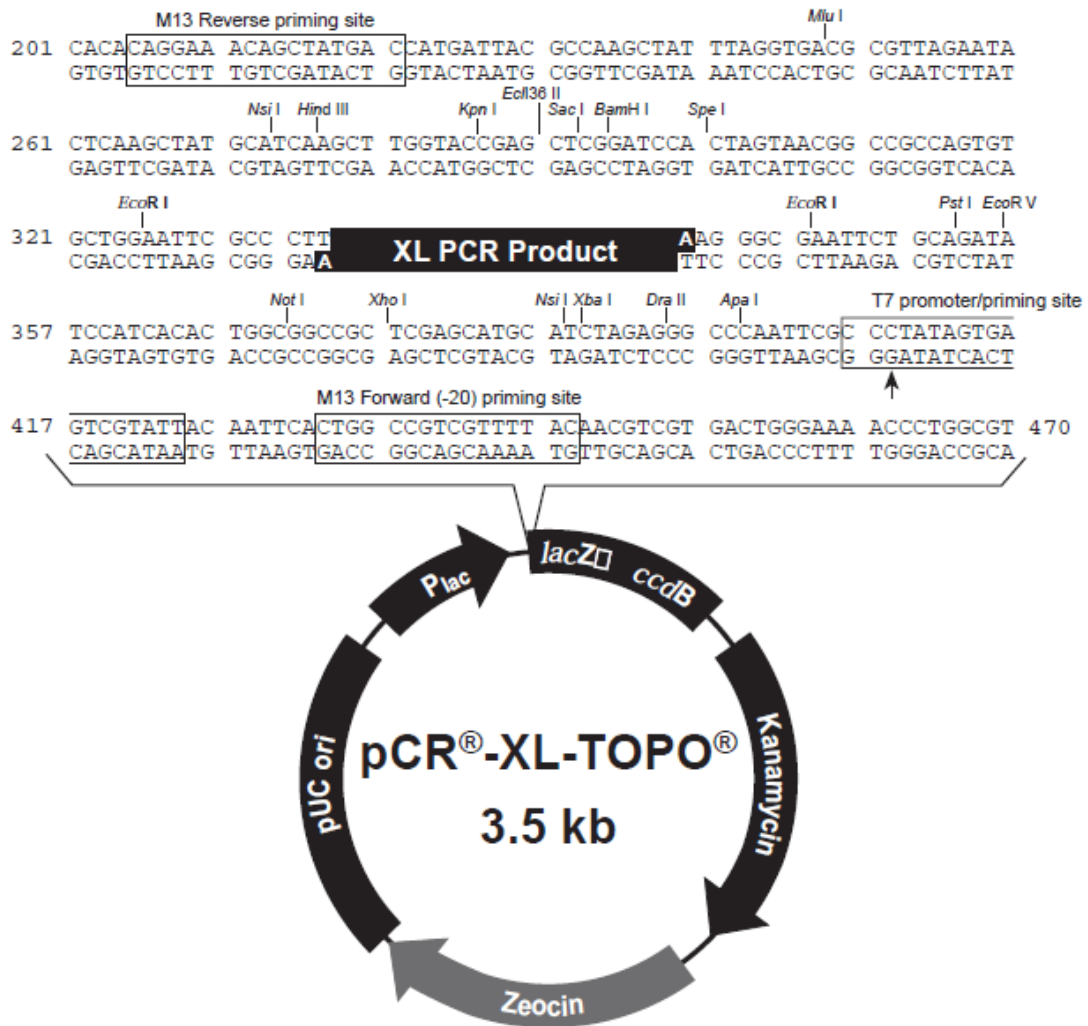 M13 Reverse priming site
Mlu I
201 CACACAGGAA ACAGCTATGA CCATGATTAC GCCAAGCTAT TTAGGTGACG CGTTAGAATA
GTGTGTCCTT TGTCGATACTG GTACTAATG CGGTTCGATA AATCCACTGC GCAATCTTAT
Ecl136 II
Nsi I Hind III Kpn I Sac I BamH I Spe I
261 CTCAAGCTAT GCATCAAGCT TGGTACCGAG CTCGGATCCA CTAGTAACGG CCGCCAGTGT
GAGTTCGATA CGTAGTTCGA ACCATGGCTC GAGCCTAGGT GATCATTGCC GGCGGTCACA
EcoR I EcoR I Pst I EcoR V
321 GCTGGAATTC GCC CTT XL PCR Product AAG GGC GAATTCT GCAGATA
CGACCTTAAG CGG GAA TTC CCG CTTAAGA CGTCTAT
Not I Xho I Nsi I Xba I Dra II Apa I T7 promoter/priming site
357 TCCATCACAC TGGCGGCCGC TCGAGCATGC ATCTAGAGGG CCCAATTCGC CCTATAGTGA
AGGTAGTGTG ACCGCCGGCG AGCTCGTACG TAGATCTCCC GGGTTAAGCG GGATATCACT
M13 Forward (-20) priming site
417 GTCGTATTAC AATTCACTGG CCGTCGTTTT ACAACGTCGT GACTGGGAAA ACCCTGGCGT 470
CAGCATAATG TTAAGTGACC GGCAGCAAAA TGTTGCAGCA CTGACCCTTT TGGGACCGCA
Plac
lacZ▯ ccdB
pUC ori
Kanamycin
pCR®-XL-TOPO®
3.5 kb
Zeocin